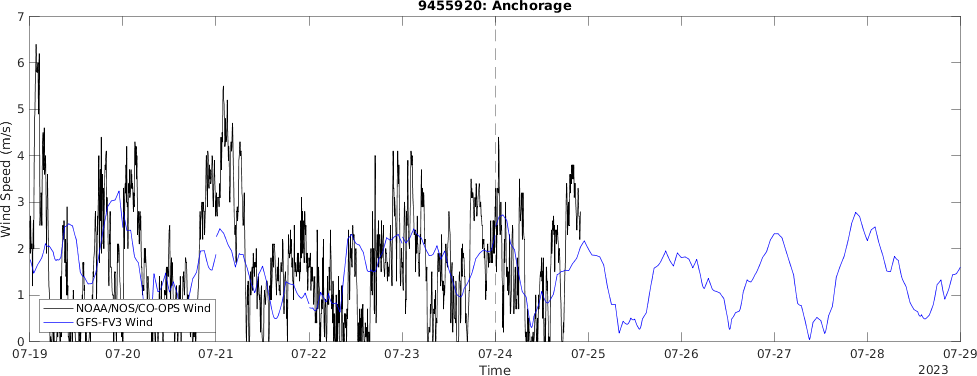 9455920: Anchorage
Wind Speed (m/s)
7
6
5
4
3
2
1
0
NOAA/NOS/CO-OPS Wind
GFS-FV3 Wind
07-19 07-20 07-21 07-22 07-23 07-24 07-25 07-26 07-27 07-28 07-29
Time
2023